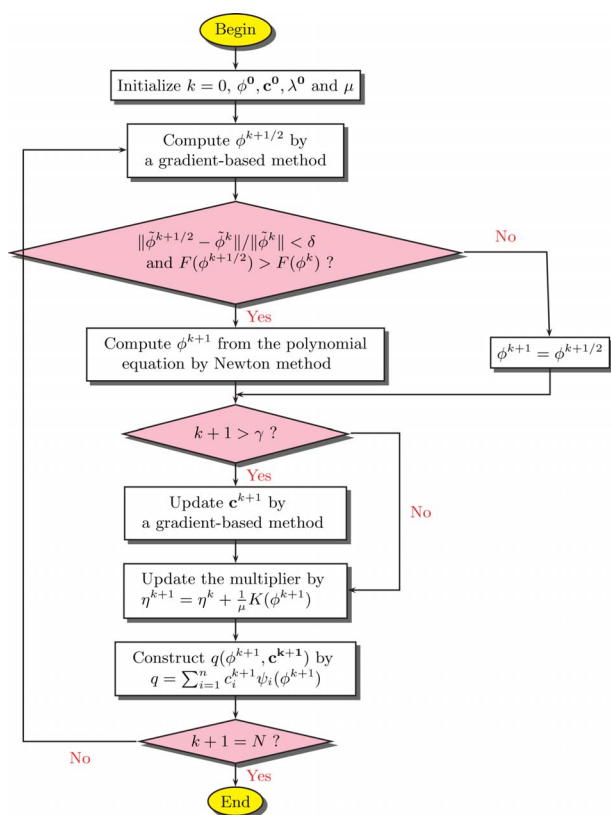 Begin
Initialize k = 0, ϕ⁰, c⁰, λ⁰ and μ
Compute ϕ^{k+1/2} by
a gradient-based method
‖ϕ̃^{k+1/2} − ϕ̃^k‖/‖ϕ̃^k‖ < δ
and F(ϕ^{k+1/2}) > F(ϕ^k) ?
No
Yes
Compute ϕ^{k+1} from the polynomial
equation by Newton method
ϕ^{k+1} = ϕ^{k+1/2}
k + 1 > γ ?
Yes
No
Update c^{k+1} by
a gradient-based method
Update the multiplier by
η^{k+1} = η^k + 1/μ K(ϕ^{k+1})
Construct q(ϕ^{k+1}, c^{k+1}) by
q = ∑_{i=1}^{n} c_i^{k+1} ψ_i(ϕ^{k+1})
k + 1 = N ?
No
Yes
End